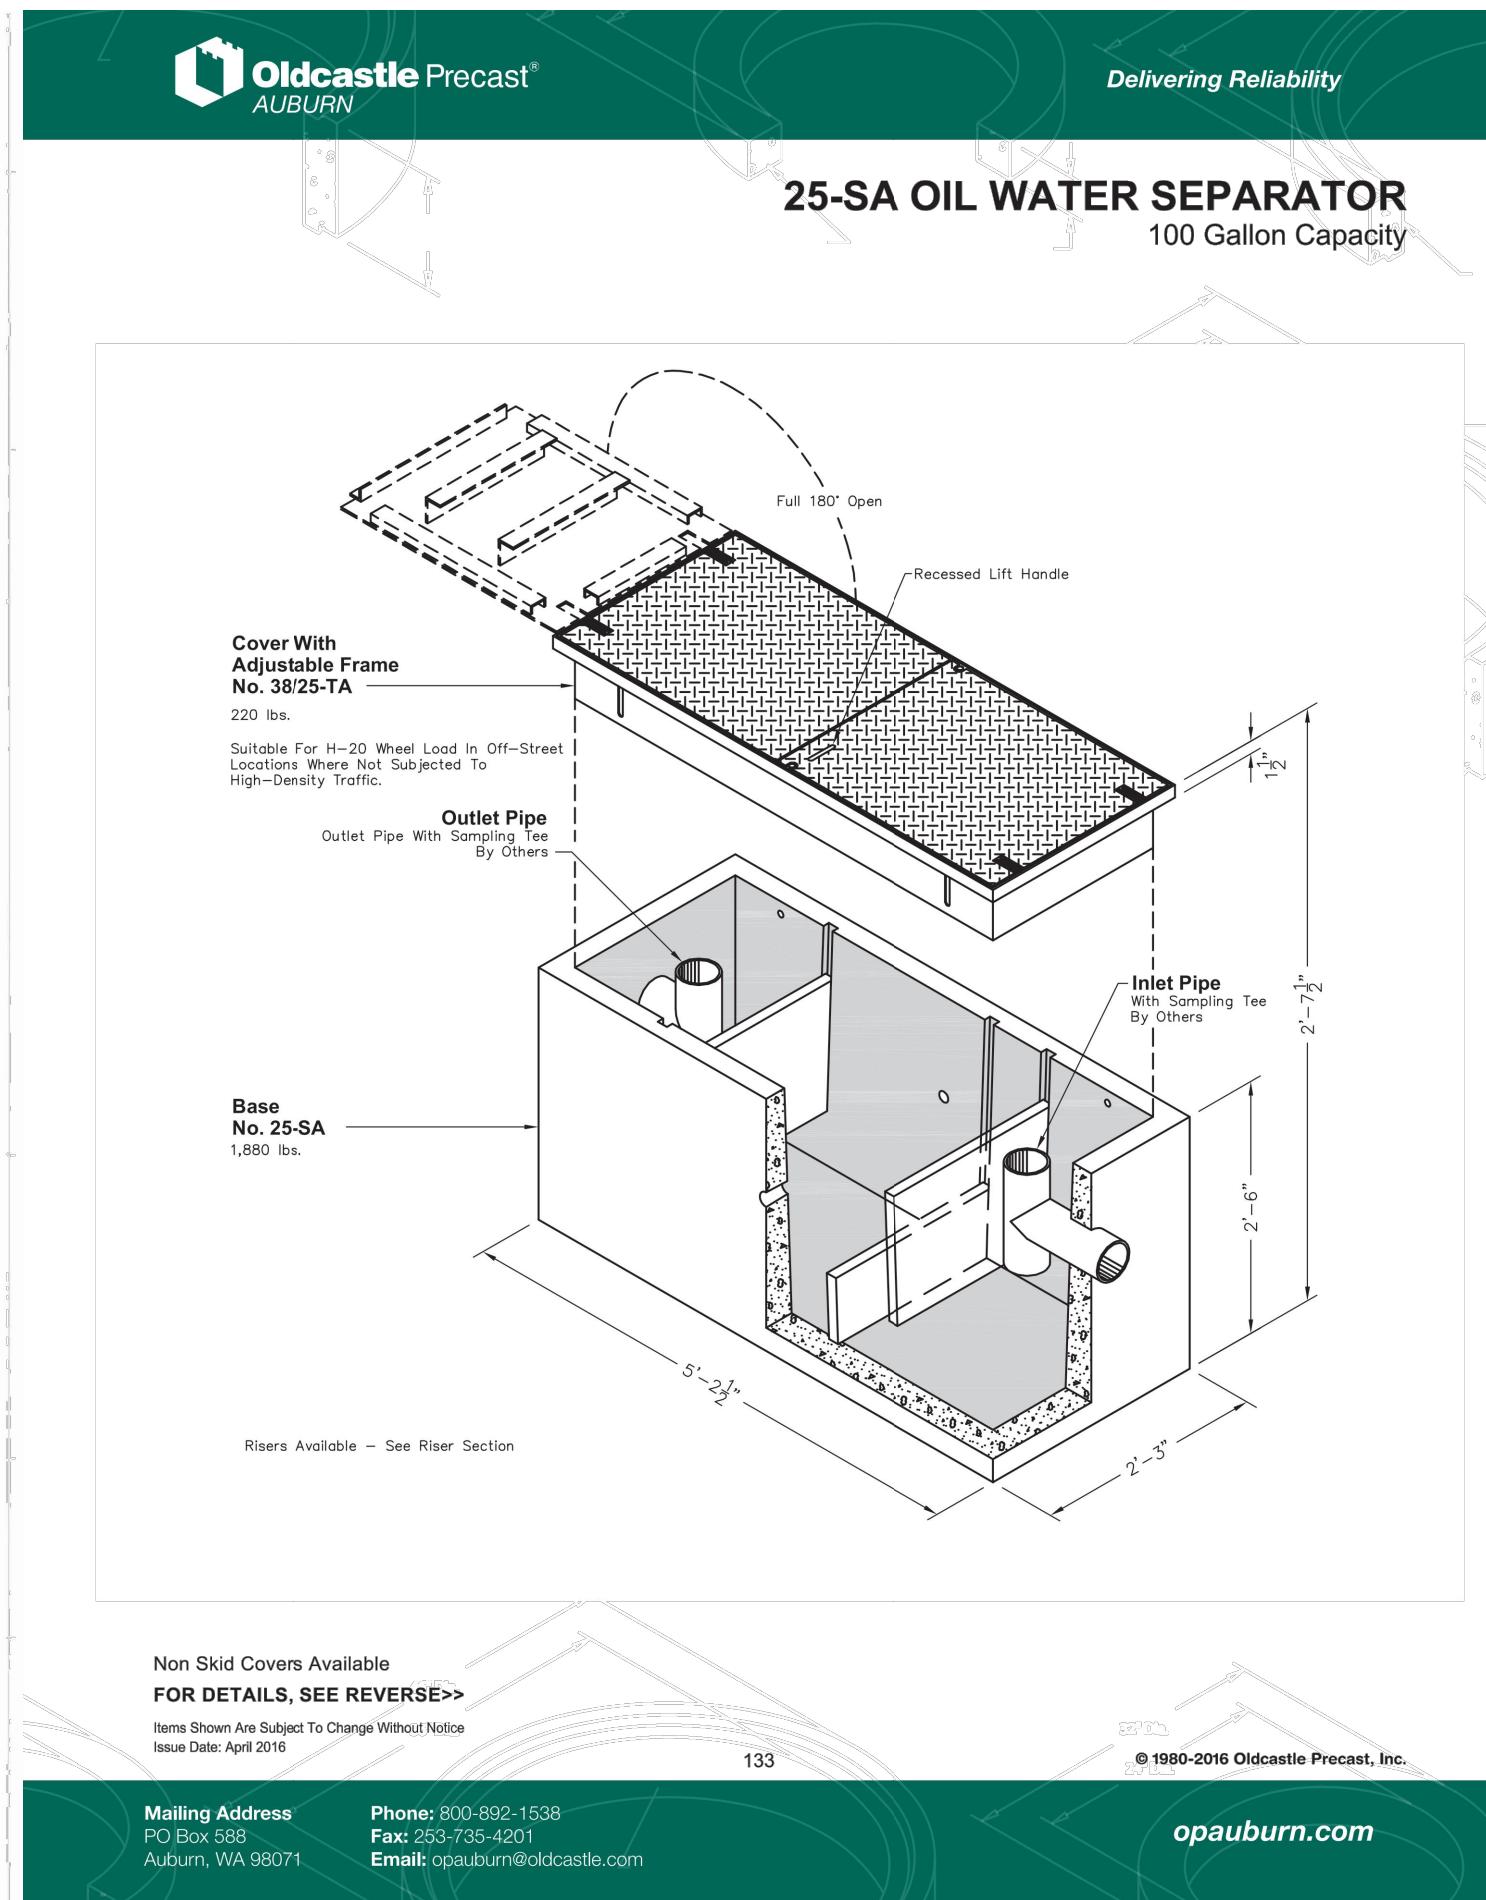 Oldcastle Precast®
AUBURN
Delivering Reliability
25-SA OIL WATER SEPARATOR
100 Gallon Capacity
Full 180° Open
Recessed Lift Handle
Cover With
Adjustable Frame
No. 38/25-TA
220 lbs.
Suitable For H-20 Wheel Load In Off-Street
Locations Where Not Subjected To
High-Density Traffic.
1 1/2"
Outlet Pipe
Outlet Pipe With Sampling Tee
By Others
Inlet Pipe
With Sampling Tee
By Others
2'-7 1/2"
Base
No. 25-SA
1,880 lbs.
2'-6"
5'-2 1/2"
2'-3"
Risers Available - See Riser Section
Non Skid Covers Available
FOR DETAILS, SEE REVERSE>>
Items Shown Are Subject To Change Without Notice
Issue Date: April 2016
133
© 1980-2016 Oldcastle Precast, Inc.
Mailing Address
PO Box 588
Auburn, WA 98071
Phone: 800-892-1538
Fax: 253-735-4201
Email: opauburn@oldcastle.com
opauburn.com